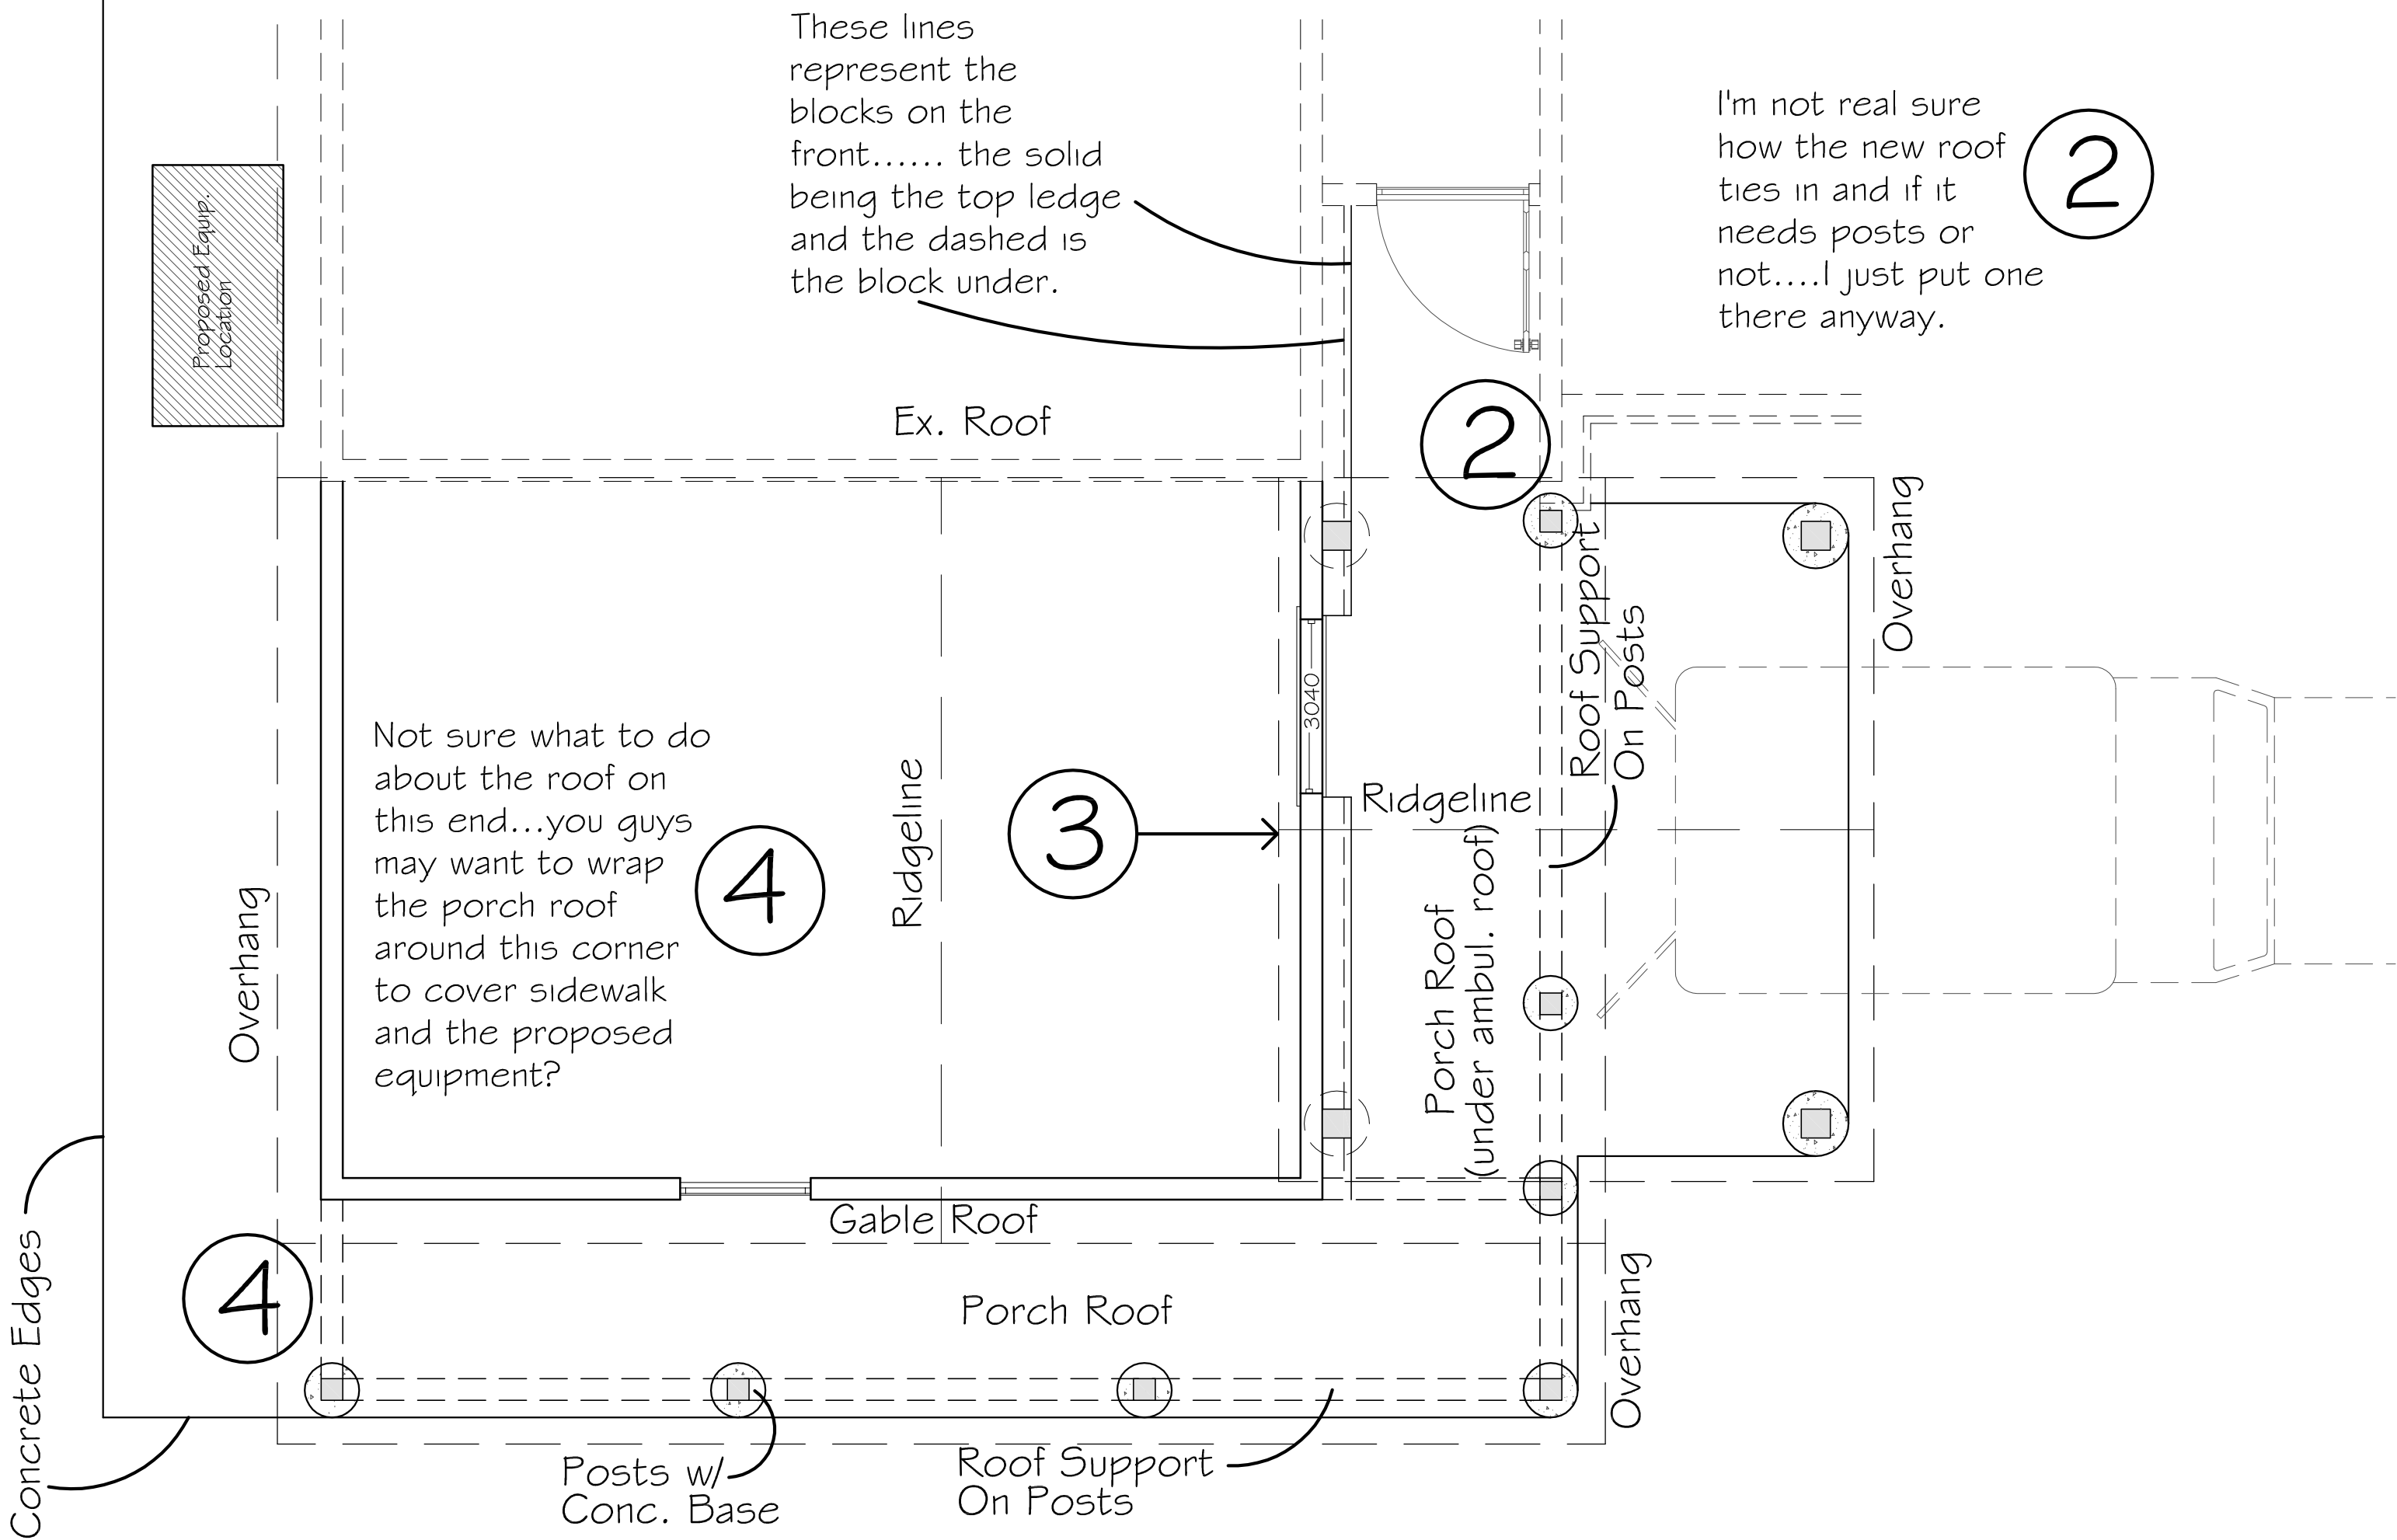 These lines
represent the
blocks on the
front...... the solid
being the top ledge
and the dashed is
the block under.
I'm not real sure
how the new roof
ties in and if it
needs posts or
not....I just put one
there anyway.
2
Proposed Equip.
Location
Ex. Roof
2
Overhang
Roof Support
On Posts
3040
Not sure what to do
about the roof on
this end...you guys
may want to wrap
the porch roof
around this corner
to cover sidewalk
and the proposed
equipment?
4
Ridgeline
3
Ridgeline
Overhang
Porch Roof
(under ambul. roof)
Gable Roof
4
Porch Roof
Overhang
Concrete Edges
Posts w/
Conc. Base
Roof Support
On Posts